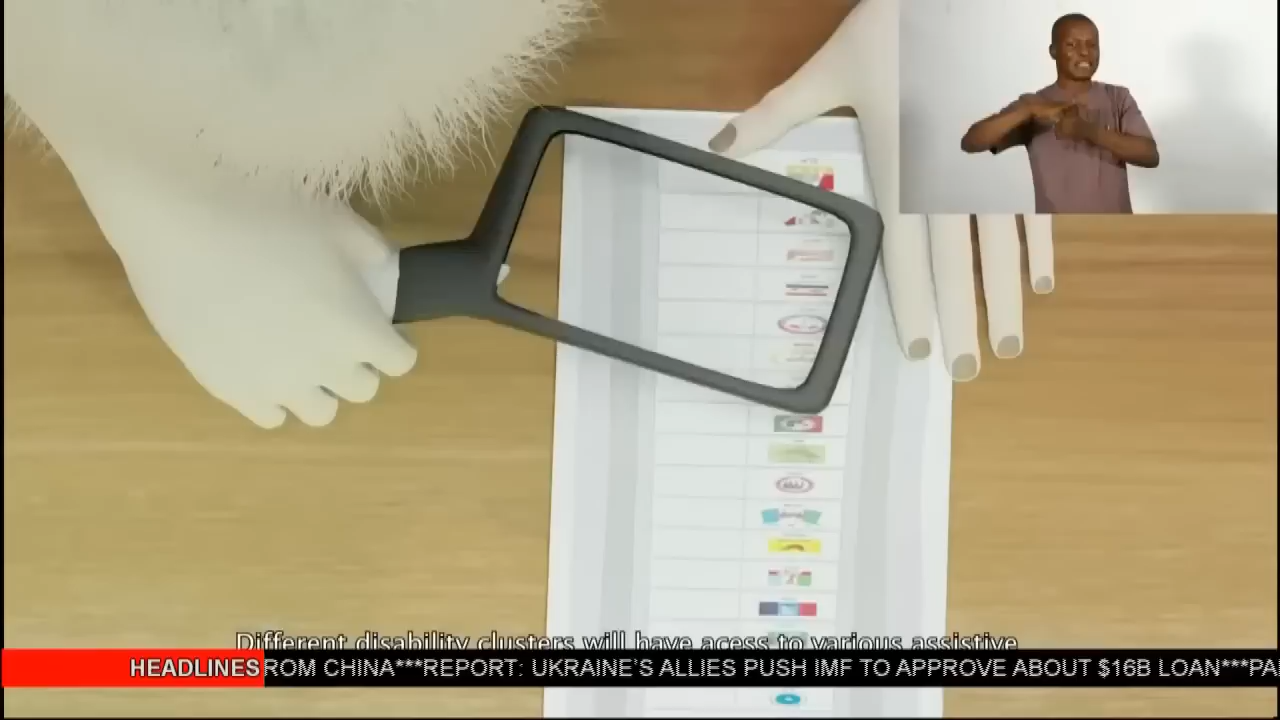 Different disability clusters will have acess to various assistive
HEADLINES
ROM CHINA***REPORT: UKRAINE'S ALLIES PUSH IMF TO APPROVE ABOUT $16B LOAN***PA